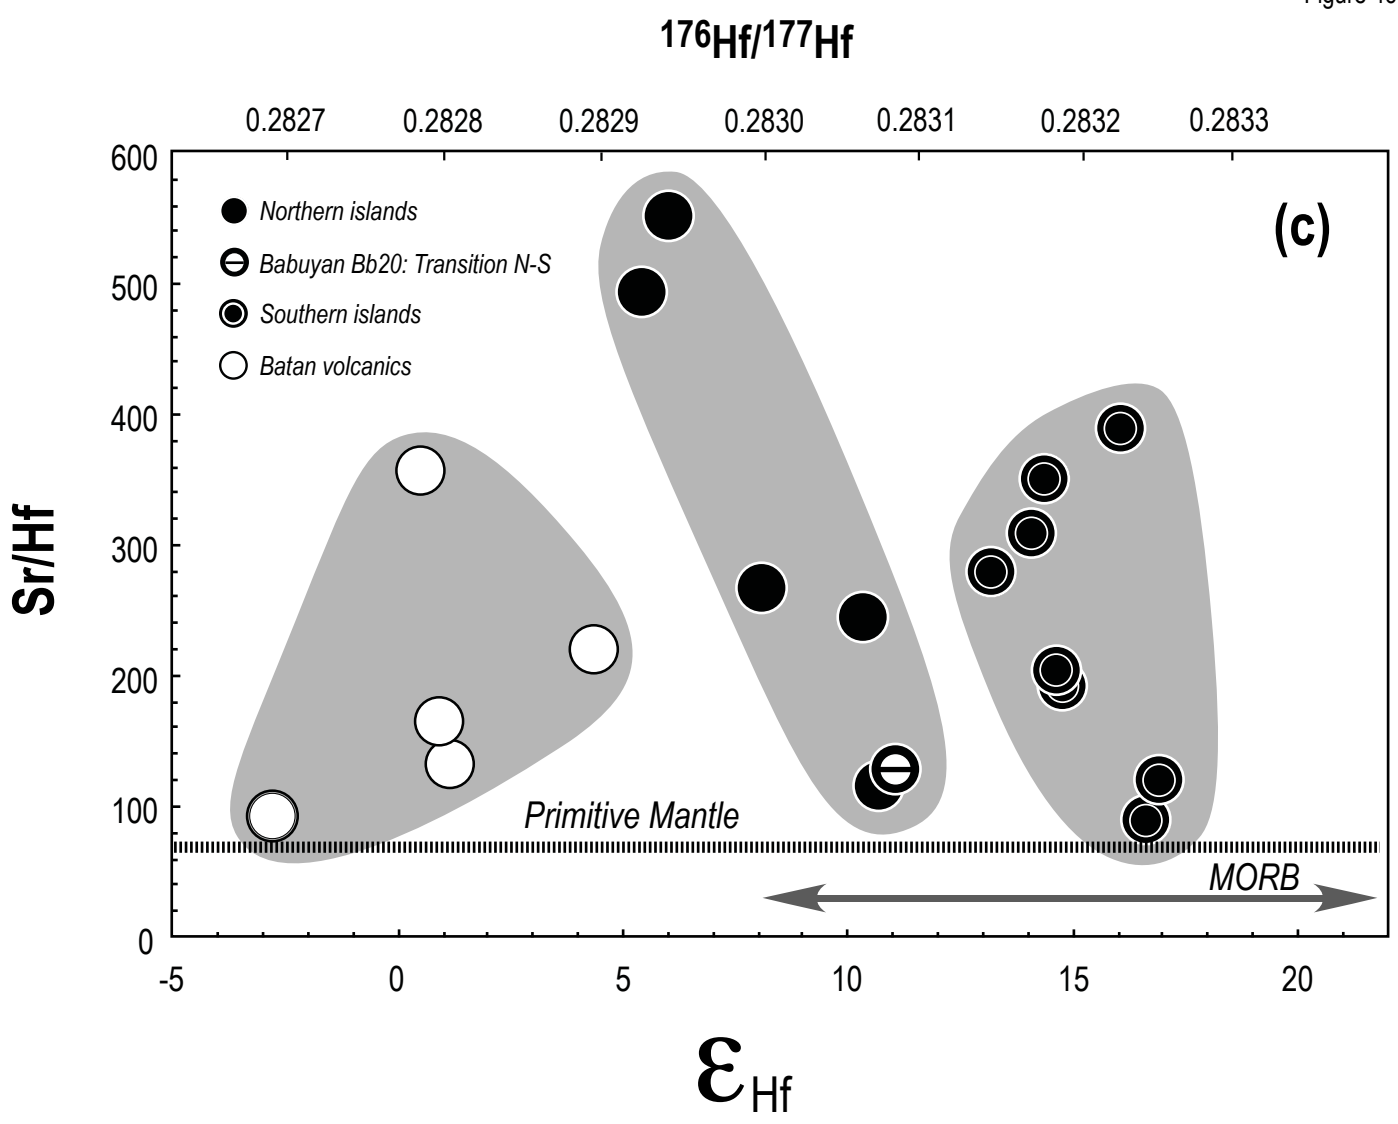 176Hf/177Hf
0.2827 0.2828 0.2829 0.2830 0.2831 0.2832 0.2833
600
500
400
300
200
100
0
Sr/Hf
Northern islands
Babuyan Bb20: Transition N-S
Southern islands
Batan volcanics
(c)
Primitive Mantle
MORB
-5 0 5 10 15 20
εHf